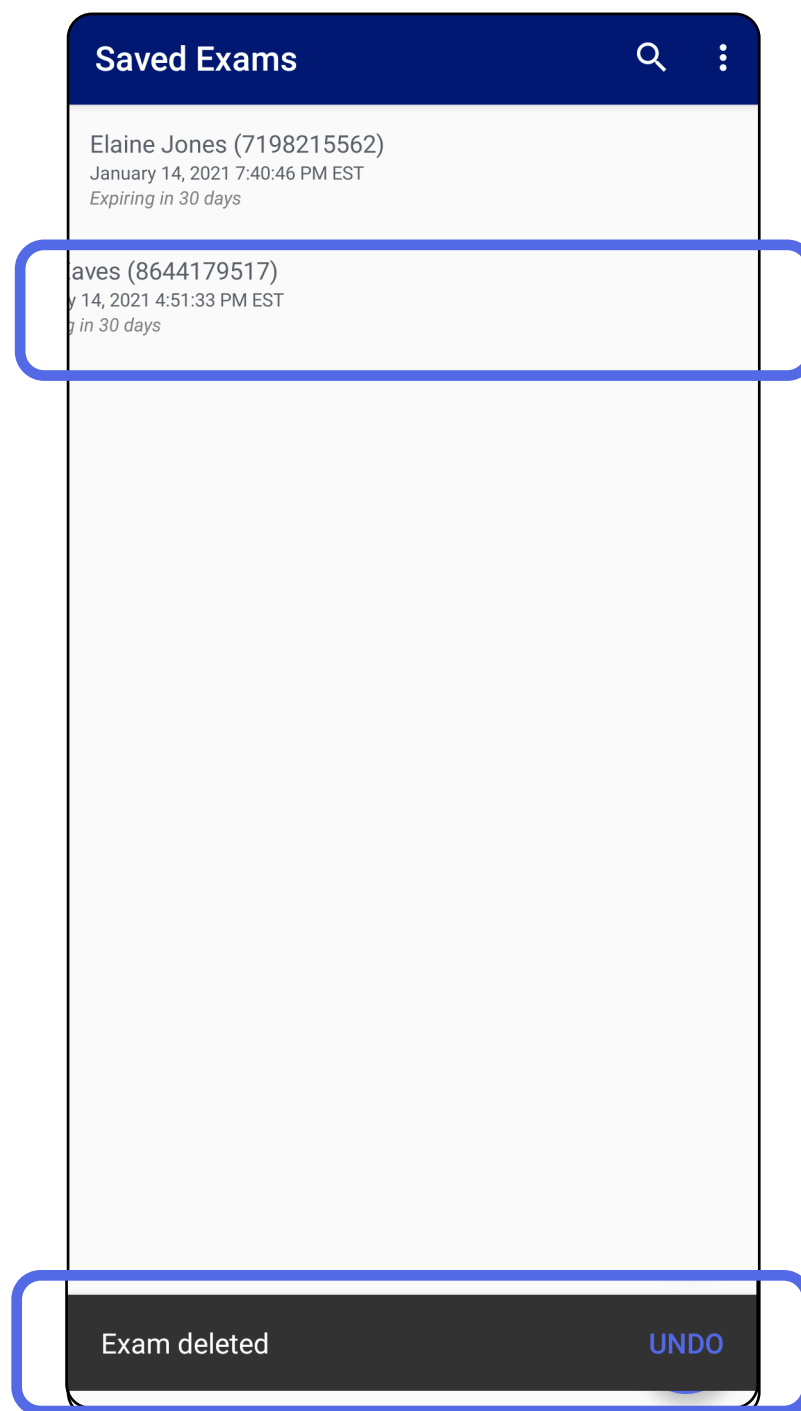 Saved Exams
Elaine Jones (7198215562)
January 14, 2021 7:40:46 PM EST
Expiring in 30 days
aves (8644179517)
y 14, 2021 4:51:33 PM EST
g in 30 days
Exam deleted UNDO